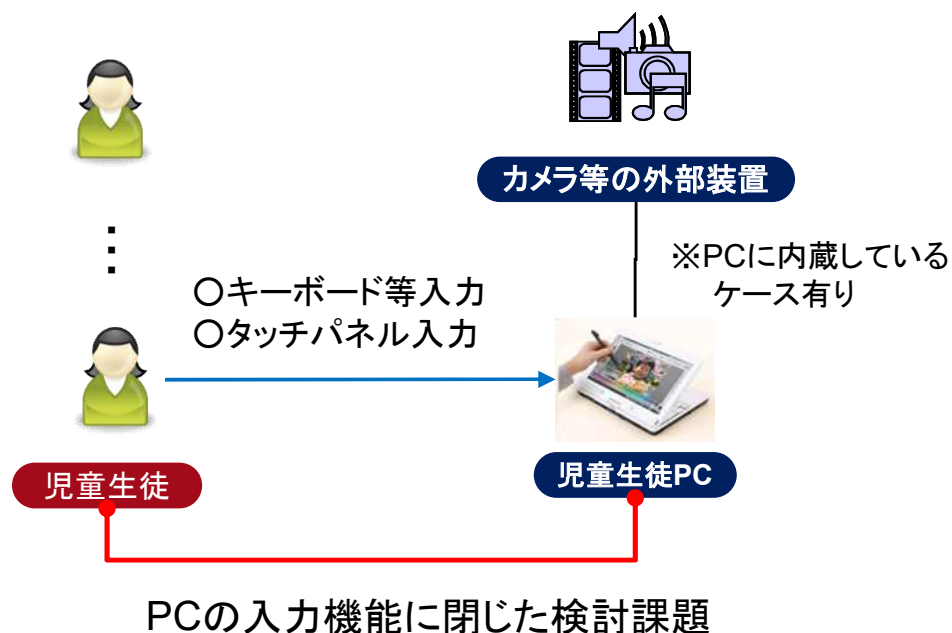 カメラ等の外部装置
※PCに内蔵している
ケース有り
〇キーボード等入力
〇タッチパネル入力
児童生徒
児童生徒PC
PCの入力機能に閉じた検討課題